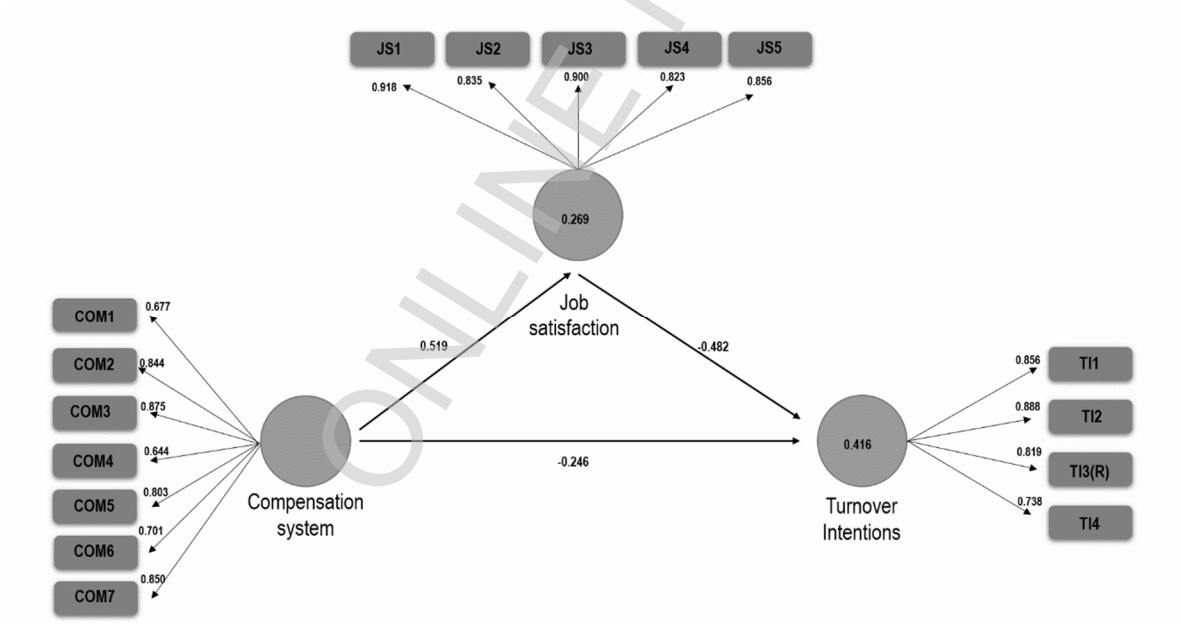 JS1 JS2 JS3 JS4 JS5
0.918 0.835 0.900 0.823 0.856
0.269
Job
satisfaction
0.519
-0.482
-0.246
COM1 0.677
COM2 0.844
COM3 0.875
COM4 0.644
COM5 0.803
COM6 0.701
COM7 0.850
Compensation
system
0.416
Turnover
Intentions
0.856 TI1
0.888 TI2
0.819 TI3(R)
0.738 TI4
ONLINE